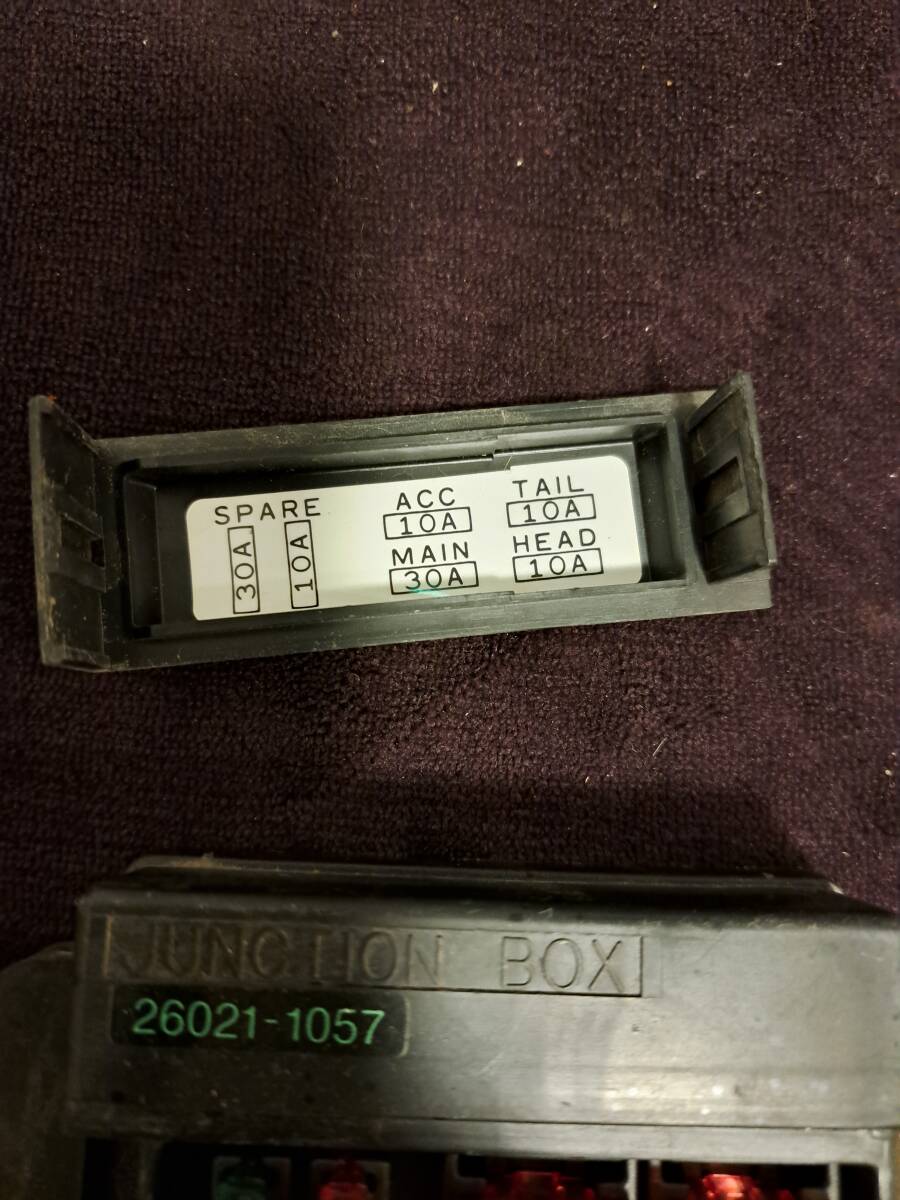 SPARE
30A 10A
ACC
10A
MAIN
30A
TAIL
10A
HEAD
10A
JUNCTION BOX
26021-1057